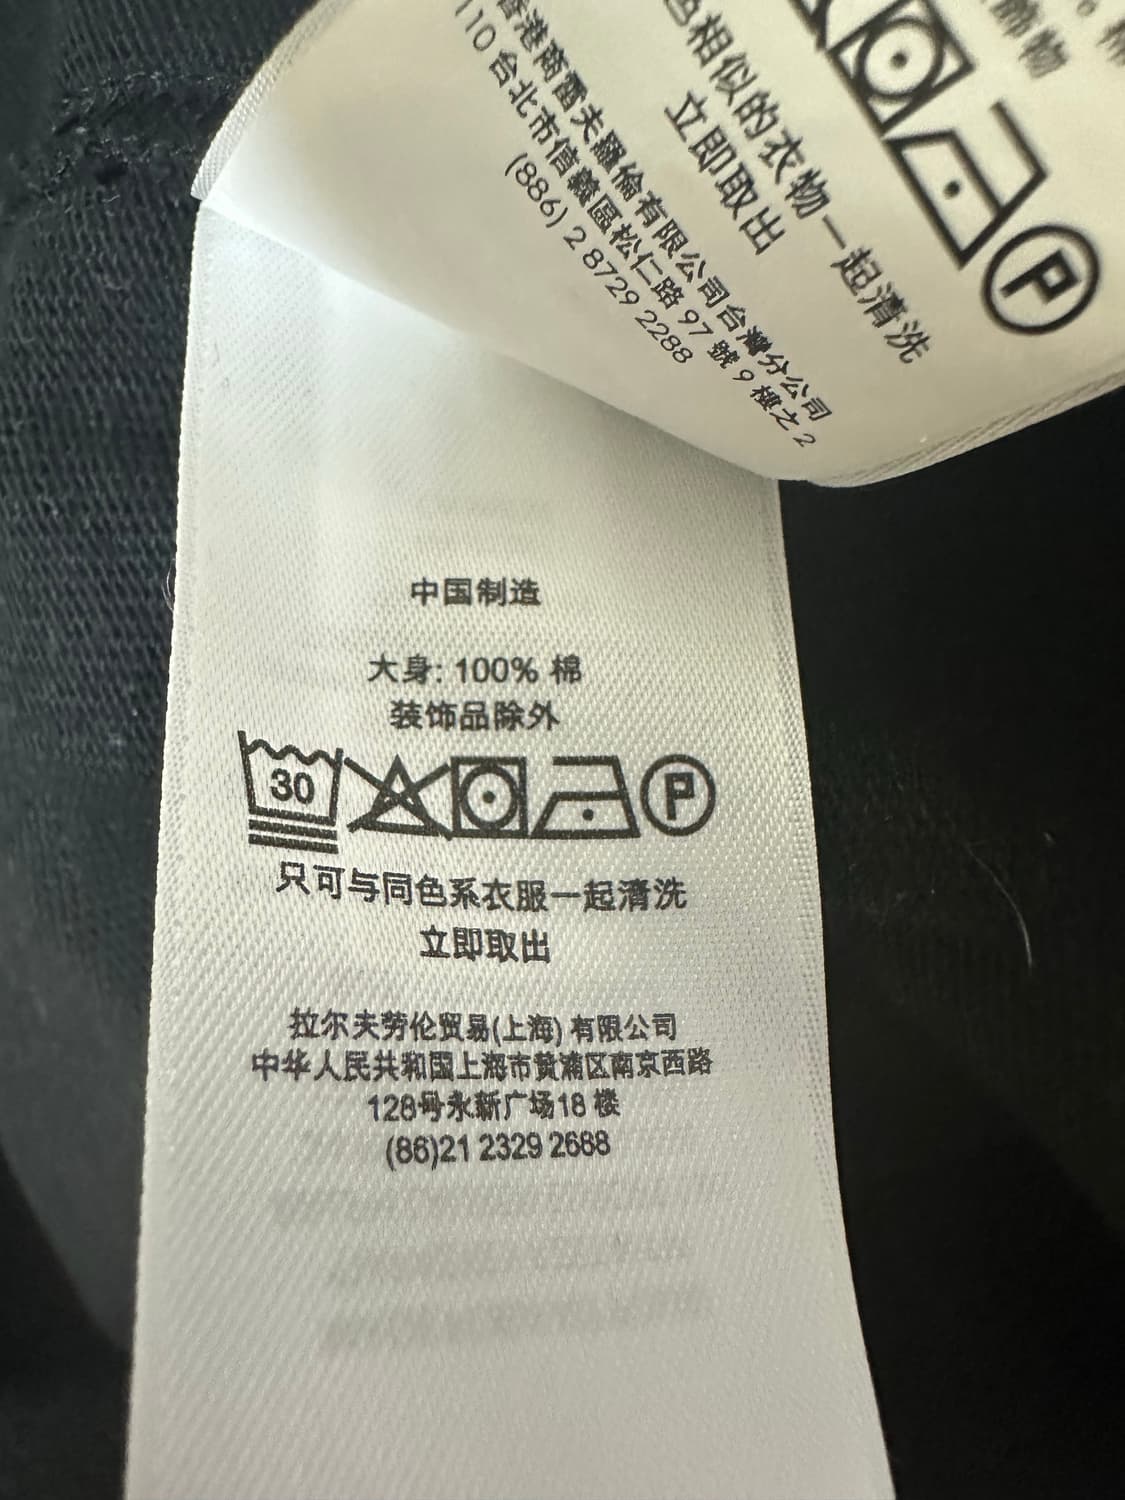 % 棉
飾物
P
色相似的衣物一起清洗
立即取出
香港商雷夫羅倫有限公司台灣分公司
110 台北市信義區松仁路 97 號 9 樓之 2
(886) 2 8729 2288
中国制造
大身: 100% 棉
装饰品除外
30 P
只可与同色系衣服一起清洗
立即取出
拉尔夫劳伦贸易(上海) 有限公司
中华人民共和国上海市黄浦区南京西路
128号永新广场18 楼
(86)21 2329 2688